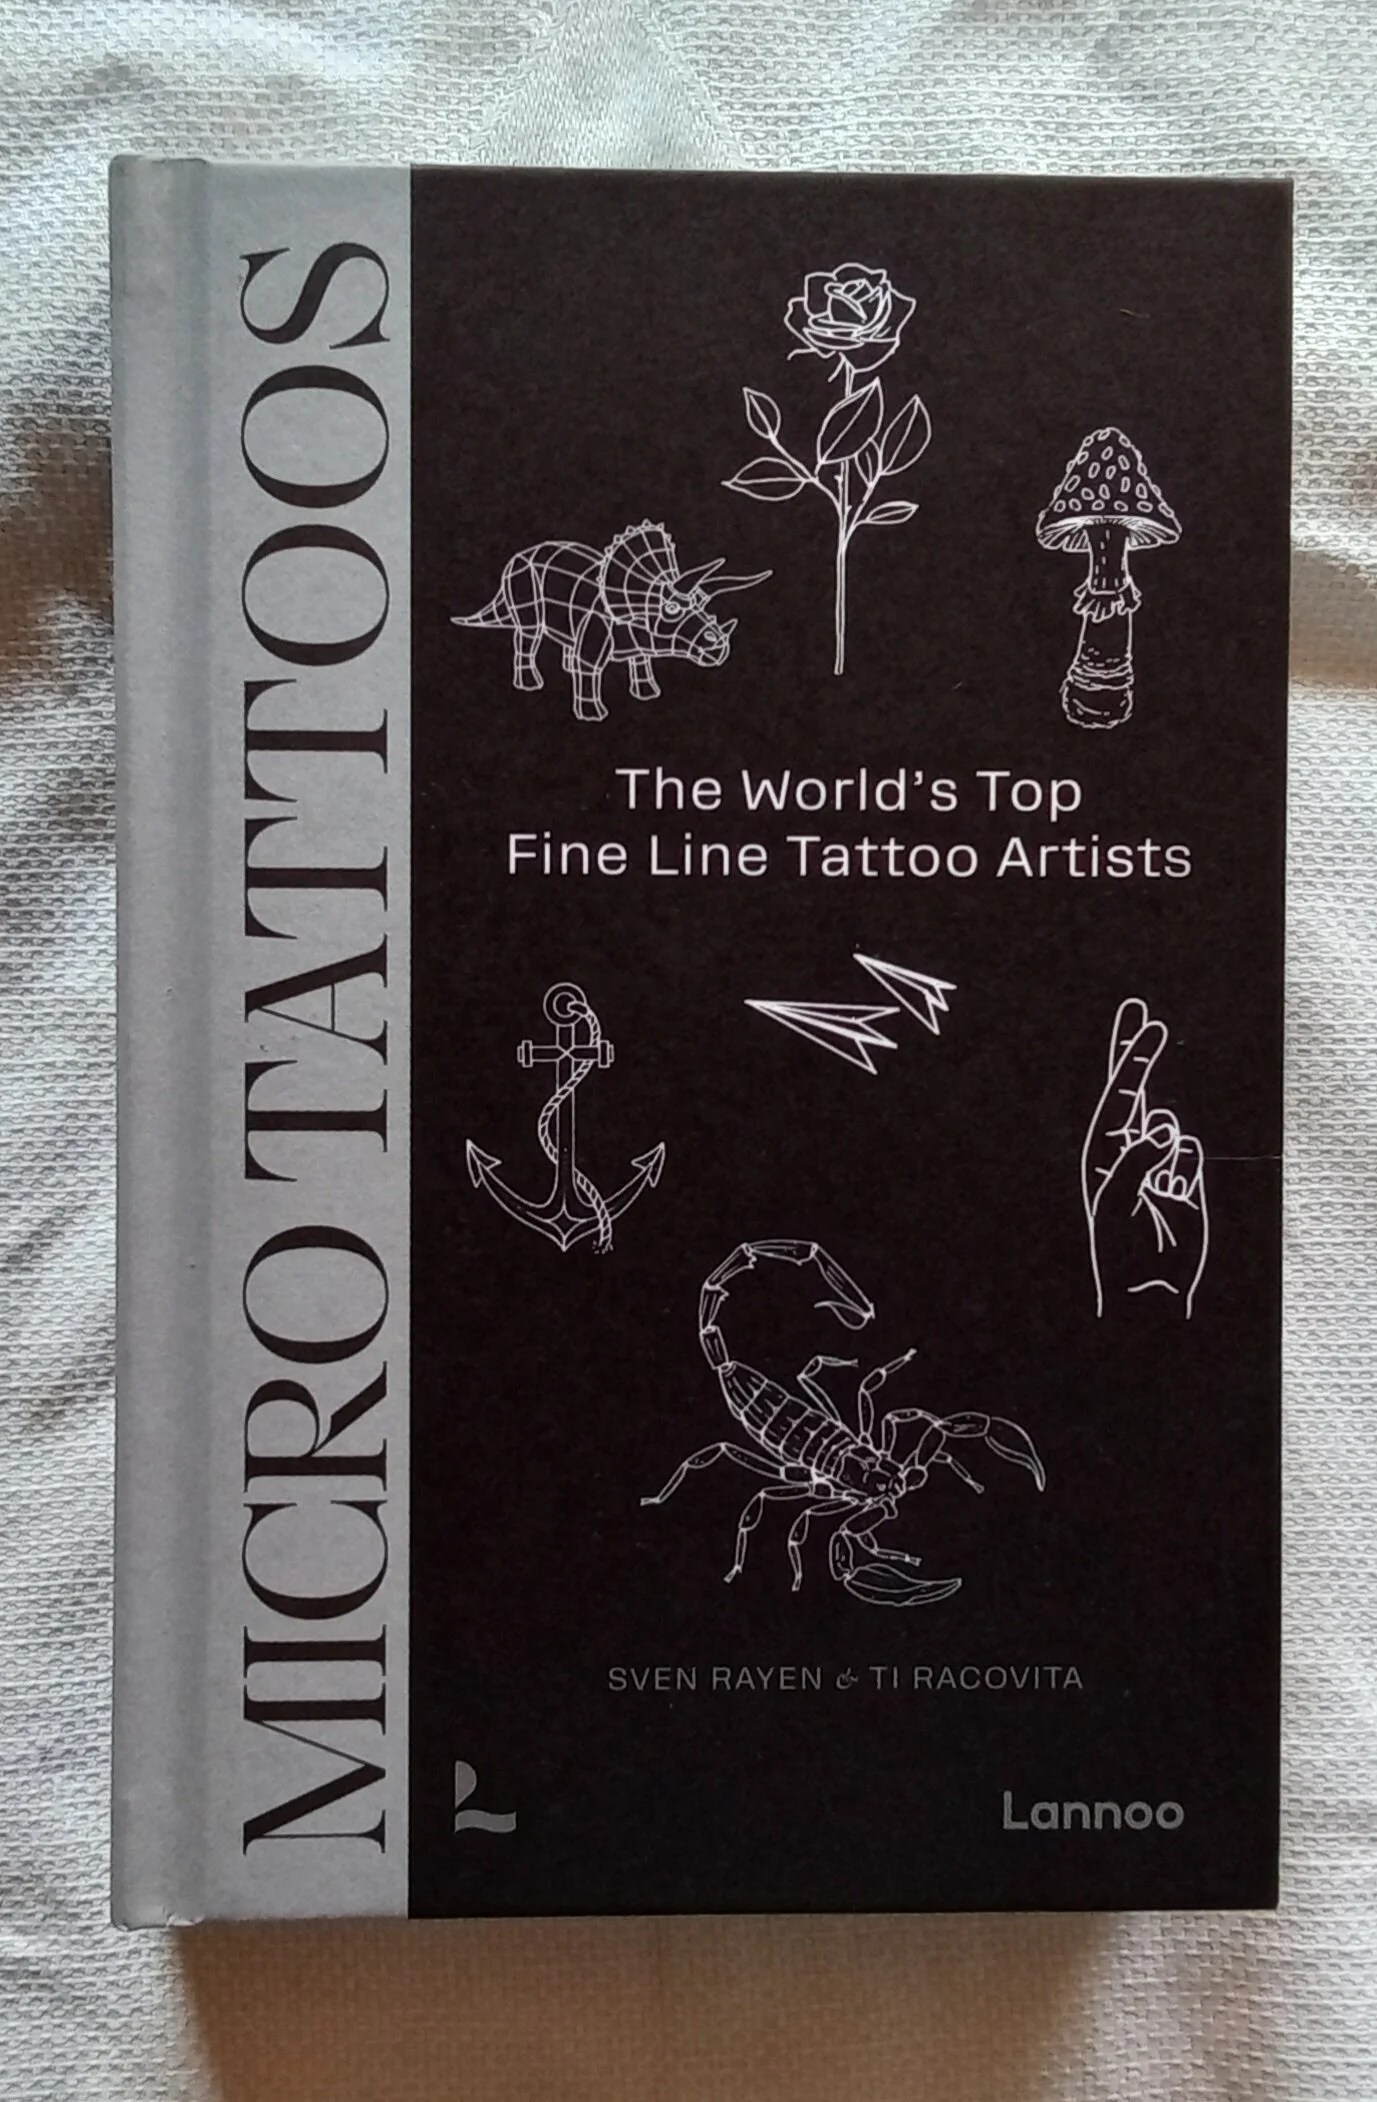 MICRO TATTOOS
The World's Top
Fine Line Tattoo Artists
SVEN RAYEN & TI RACOVITA
L
Lannoo